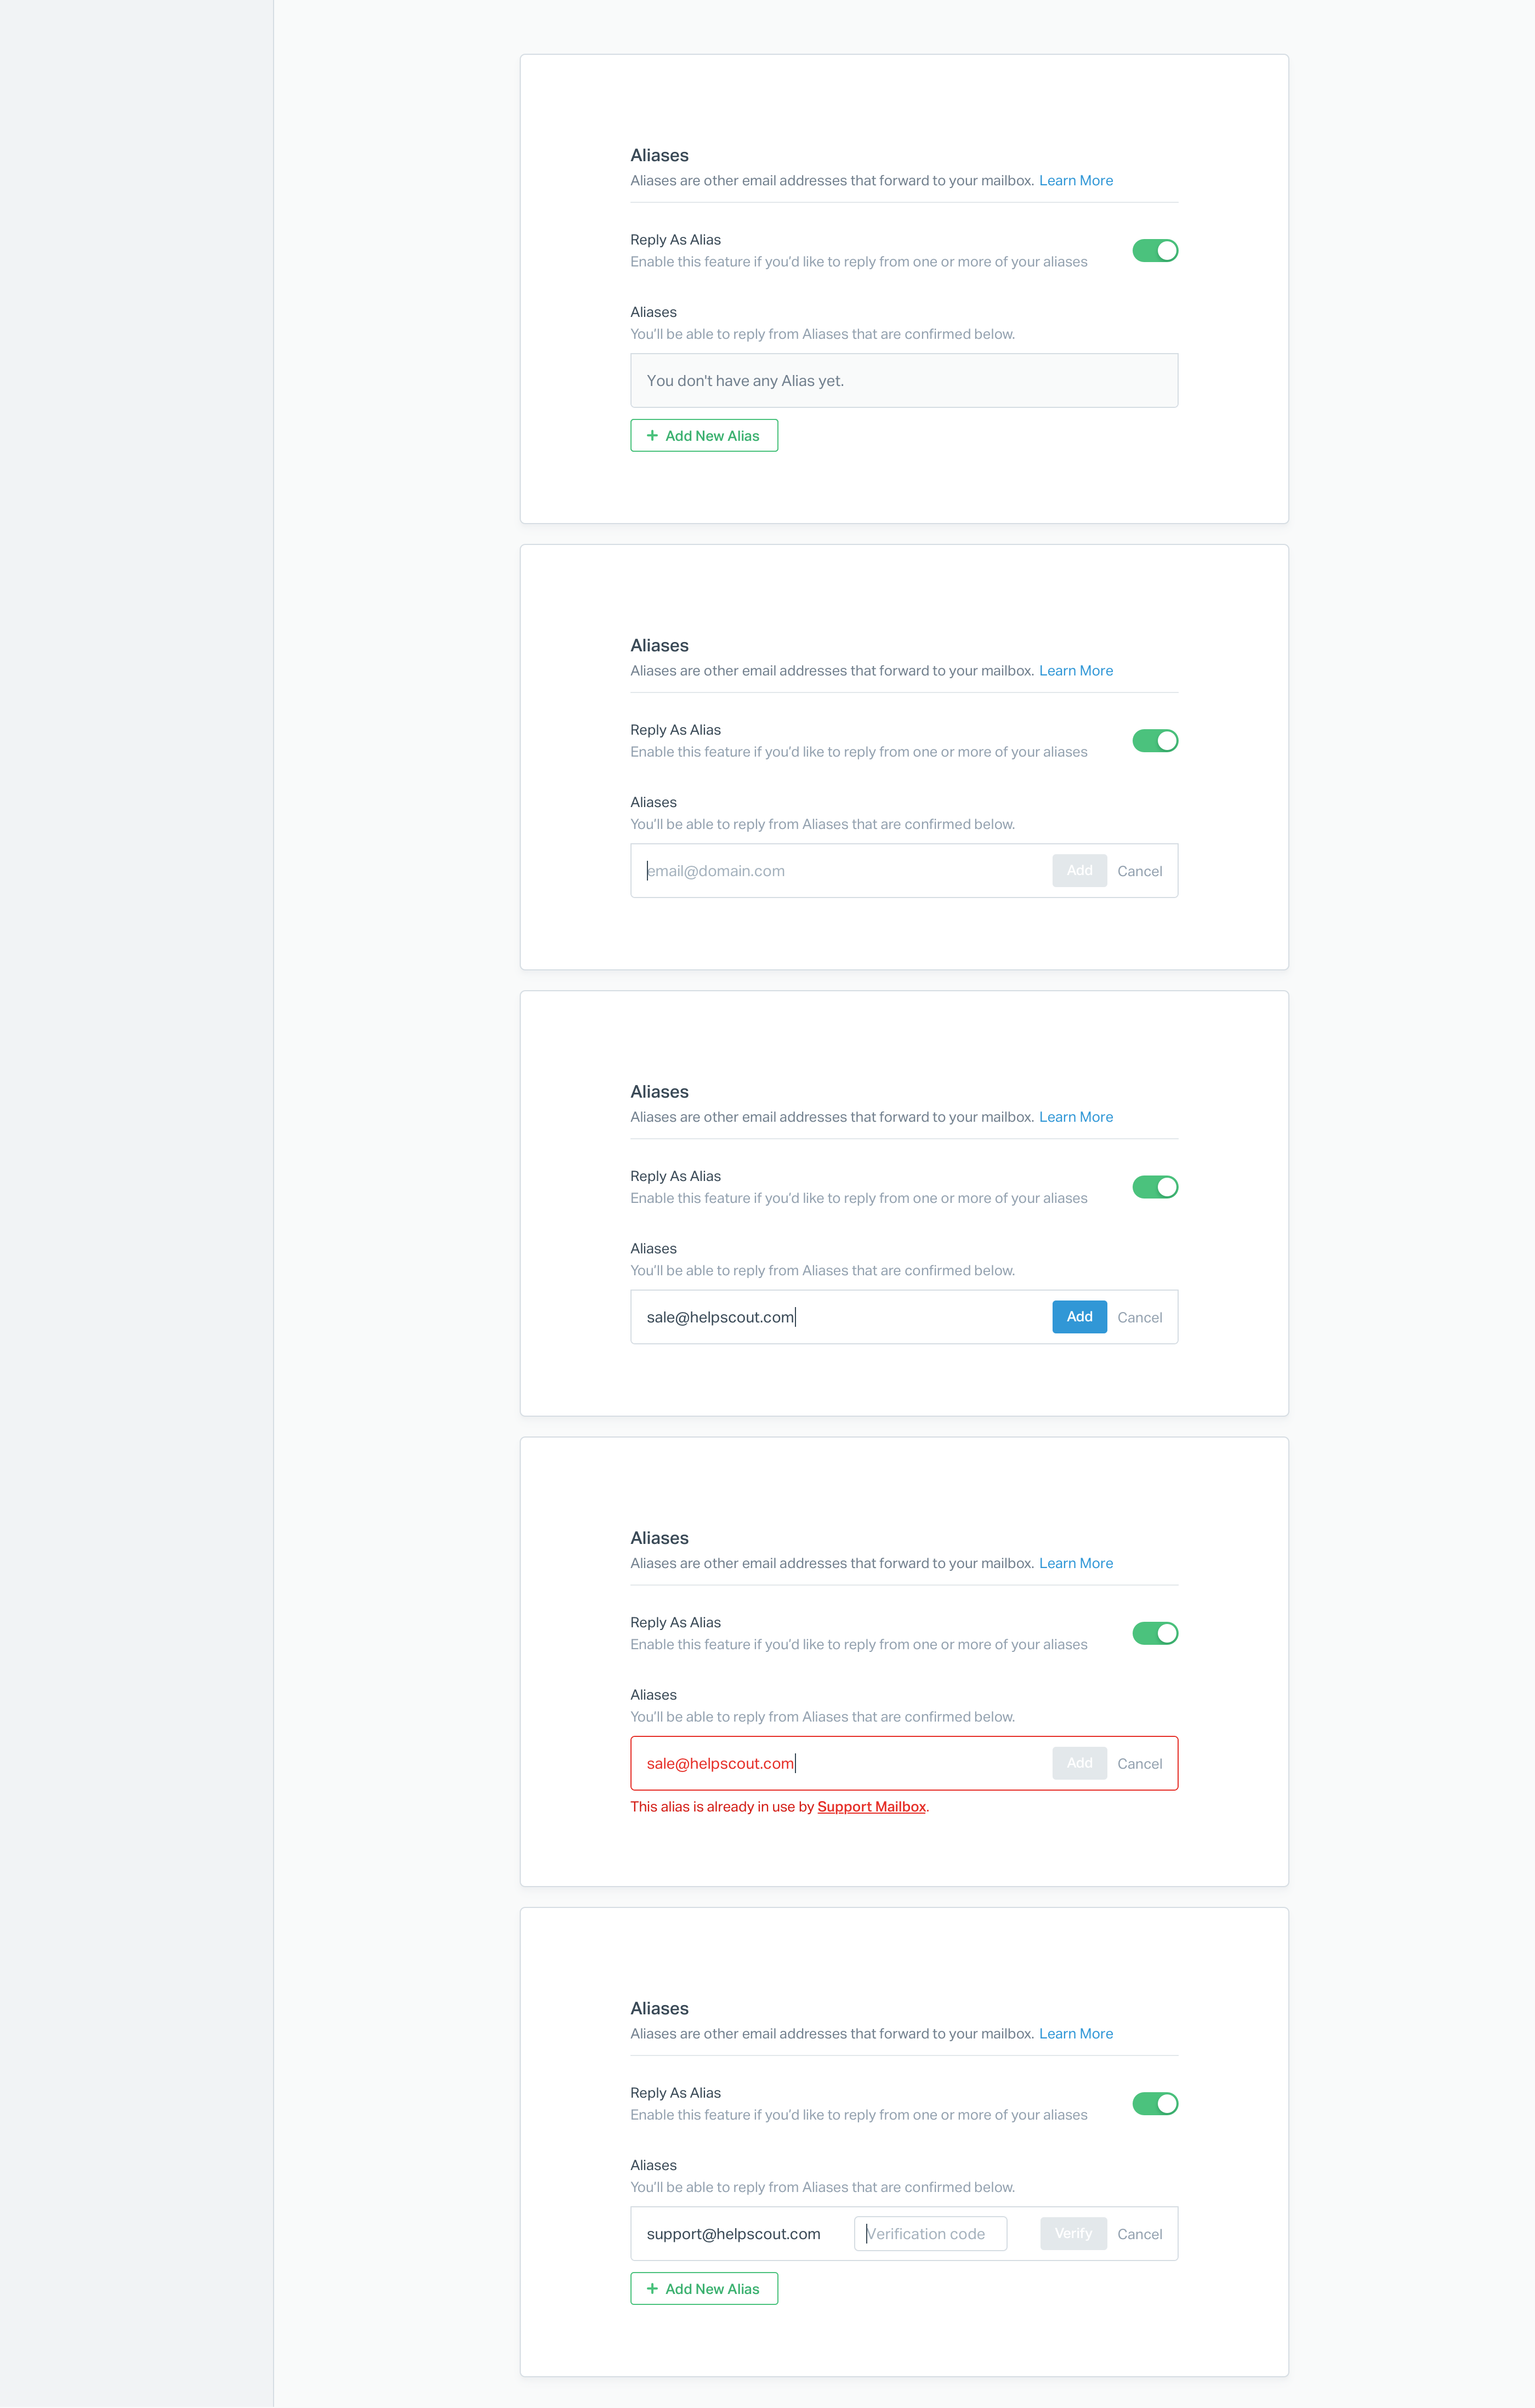 Aliases
Aliases are other email addresses that forward to your mailbox. Learn More
Reply As Alias
Enable this feature if you'd like to reply from one or more of your aliases
Aliases
You'll be able to reply from Aliases that are confirmed below.
You don't have any Alias yet.
+ Add New Alias
Aliases
Aliases are other email addresses that forward to your mailbox. Learn More
Reply As Alias
Enable this feature if you'd like to reply from one or more of your aliases
Aliases
You'll be able to reply from Aliases that are confirmed below.
email@domain.com Add Cancel
Aliases
Aliases are other email addresses that forward to your mailbox. Learn More
Reply As Alias
Enable this feature if you'd like to reply from one or more of your aliases
Aliases
You'll be able to reply from Aliases that are confirmed below.
sale@helpscout.com Add Cancel
Aliases
Aliases are other email addresses that forward to your mailbox. Learn More
Reply As Alias
Enable this feature if you'd like to reply from one or more of your aliases
Aliases
You'll be able to reply from Aliases that are confirmed below.
sale@helpscout.com Add Cancel
This alias is already in use by Support Mailbox.
Aliases
Aliases are other email addresses that forward to your mailbox. Learn More
Reply As Alias
Enable this feature if you'd like to reply from one or more of your aliases
Aliases
You'll be able to reply from Aliases that are confirmed below.
support@helpscout.com Verification code Verify Cancel
+ Add New Alias